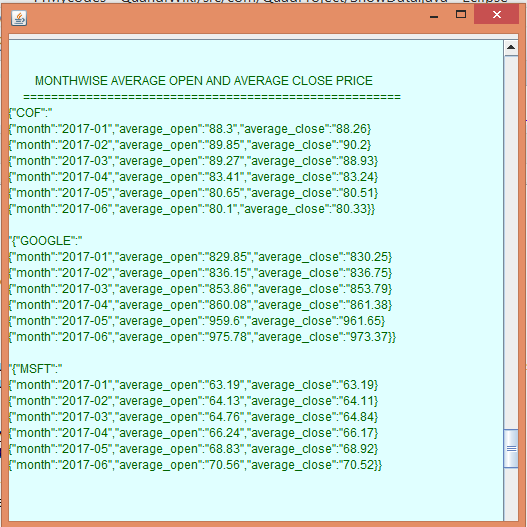 MONTHWISE AVERAGE OPEN AND AVERAGE CLOSE PRICE
======================================================
{"COF":"
{"month":"2017-01","average_open":"88.3","average_close":"88.26}
{"month":"2017-02","average_open":"89.85","average_close":"90.2}
{"month":"2017-03","average_open":"89.27","average_close":"88.93}
{"month":"2017-04","average_open":"83.41","average_close":"83.24}
{"month":"2017-05","average_open":"80.65","average_close":"80.51}
{"month":"2017-06","average_open":"80.1","average_close":"80.33}}
"{"GOOGLE":"
{"month":"2017-01","average_open":"829.85","average_close":"830.25}
{"month":"2017-02","average_open":"836.15","average_close":"836.75}
{"month":"2017-03","average_open":"853.86","average_close":"853.79}
{"month":"2017-04","average_open":"860.08","average_close":"861.38}
{"month":"2017-05","average_open":"959.6","average_close":"961.65}
{"month":"2017-06","average_open":"975.78","average_close":"973.37}}
"{"MSFT":"
{"month":"2017-01","average_open":"63.19","average_close":"63.19}
{"month":"2017-02","average_open":"64.13","average_close":"64.11}
{"month":"2017-03","average_open":"64.76","average_close":"64.84}
{"month":"2017-04","average_open":"66.24","average_close":"66.17}
{"month":"2017-05","average_open":"68.83","average_close":"68.92}
{"month":"2017-06","average_open":"70.56","average_close":"70.52}}